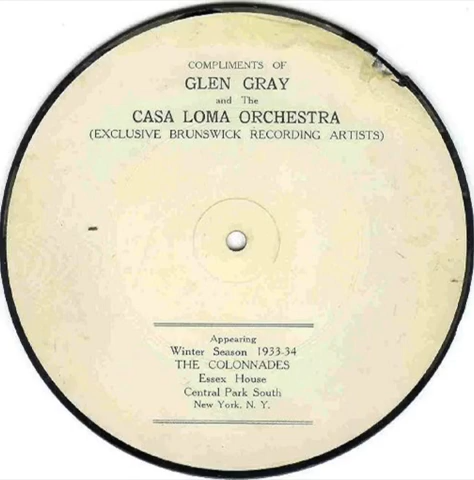 COMPLIMENTS OF
GLEN GRAY
and The
CASA LOMA ORCHESTRA
(EXCLUSIVE BRUNSWICK RECORDING ARTISTS)
Appearing
Winter Season 1933-34
THE COLONNADES
Essex House
Central Park South
New York, N. Y.